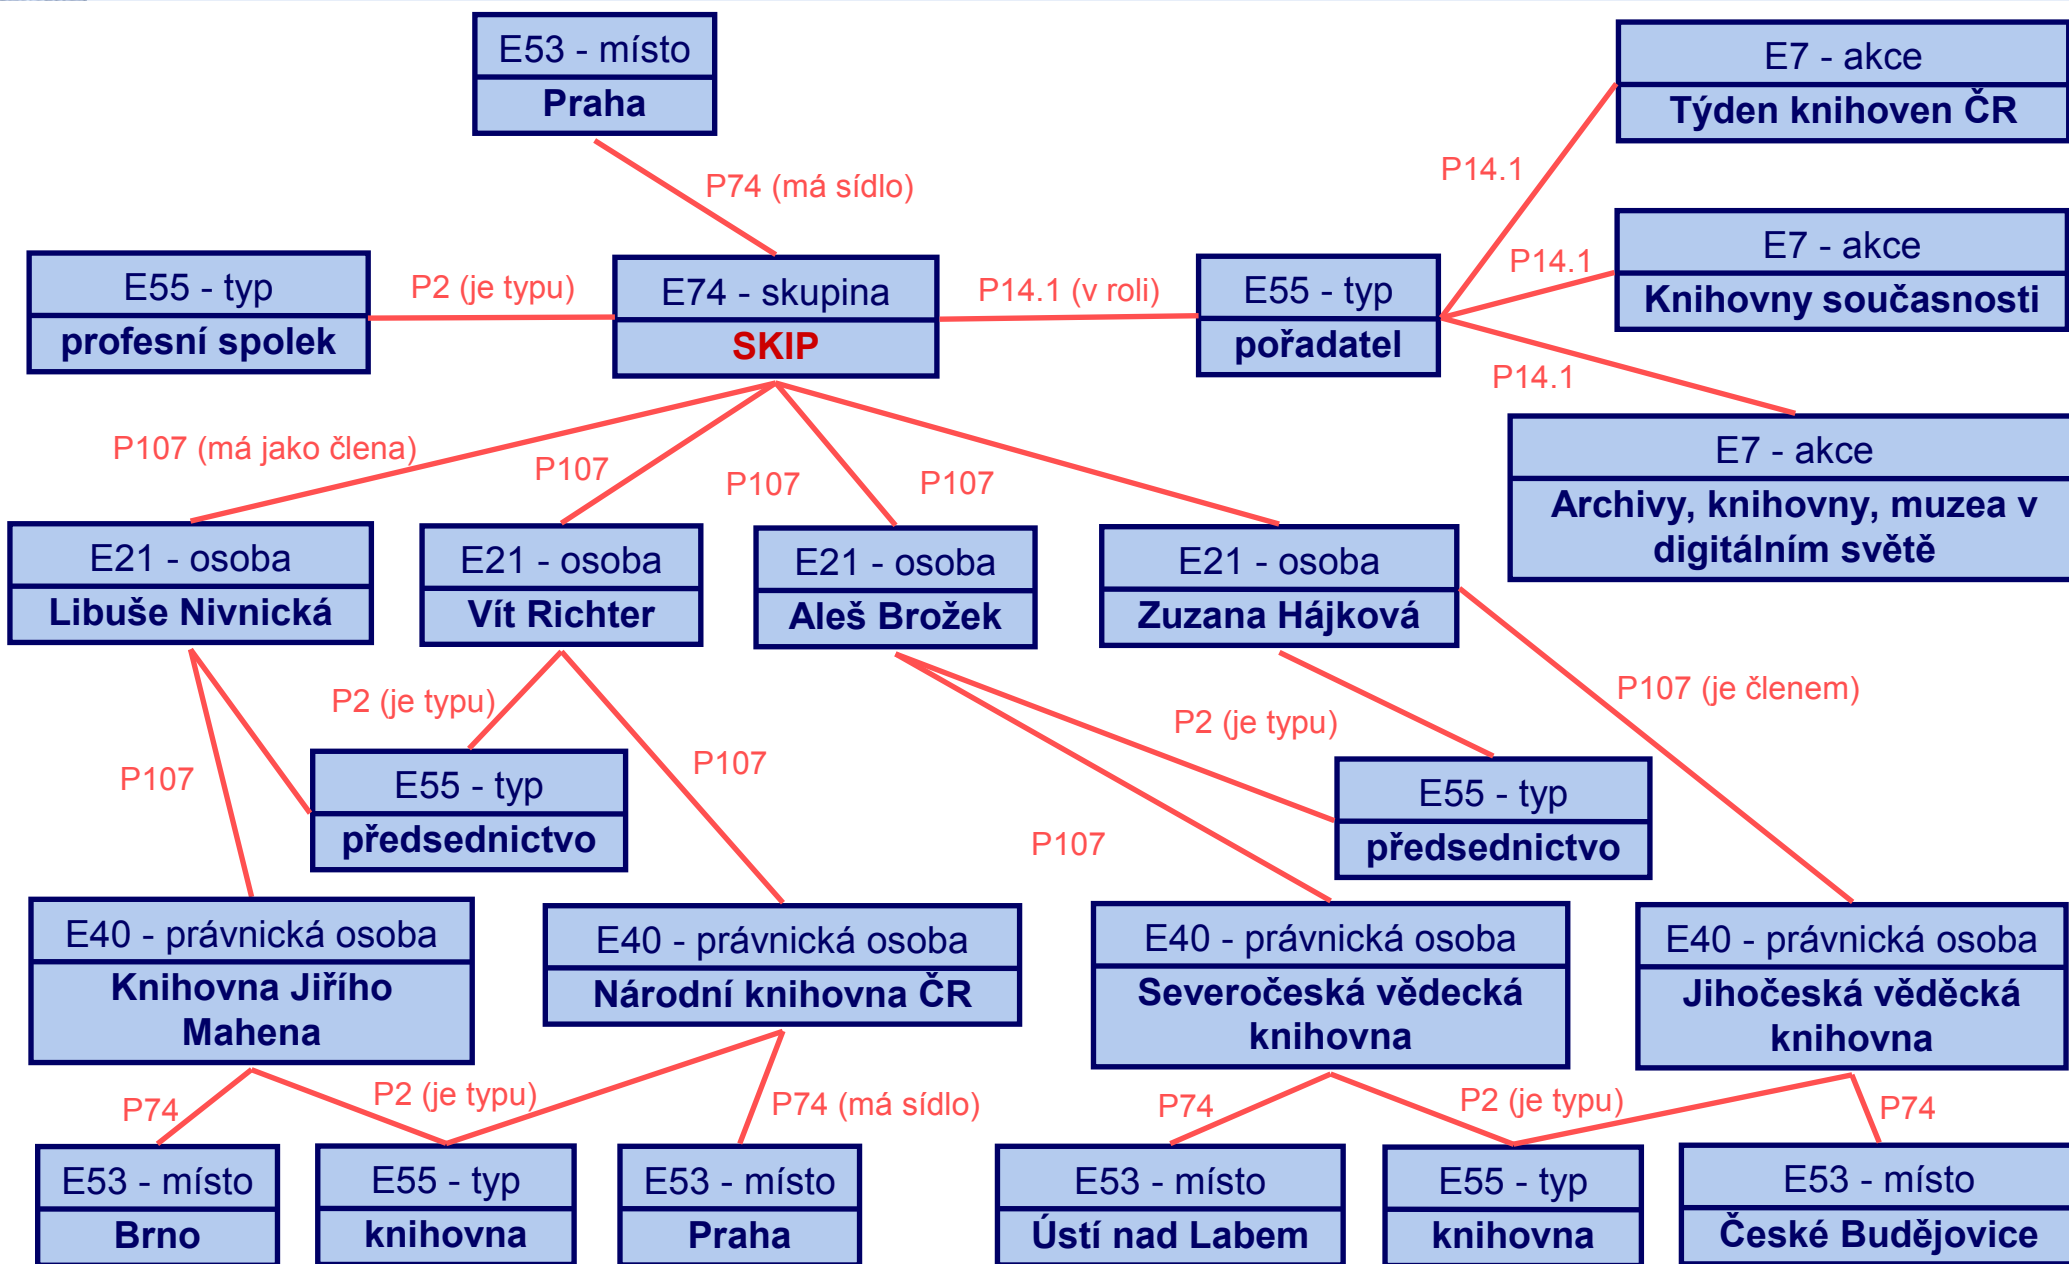 E53 - místo
Praha
E7 - akce
Týden knihoven ČR
P14.1
P74 (má sídlo)
E7 - akce
Knihovny současnosti
P14.1
E55 - typ
profesní spolek
P2 (je typu)
E74 - skupina
SKIP
P14.1 (v roli)
E55 - typ
pořadatel
P14.1
E7 - akce
Archivy, knihovny, muzea v
digitálním světě
P107 (má jako člena)
P107
P107
P107
E21 - osoba
Libuše Nivnická
E21 - osoba
Vít Richter
E21 - osoba
Aleš Brožek
E21 - osoba
Zuzana Hájková
P2 (je typu)
P2 (je typu)
P107 (je členem)
P107
E55 - typ
předsednictvo
P107
P107
E55 - typ
předsednictvo
E40 - právnická osoba
Knihovna Jiřího
Mahena
E40 - právnická osoba
Národní knihovna ČR
E40 - právnická osoba
Severočeská vědecká
knihovna
E40 - právnická osoba
Jihočeská věděcká
knihovna
P74
P2 (je typu)
P74 (má sídlo)
P74
P2 (je typu)
P74
E53 - místo
Brno
E55 - typ
knihovna
E53 - místo
Praha
E53 - místo
Ústí nad Labem
E55 - typ
knihovna
E53 - místo
České Budějovice